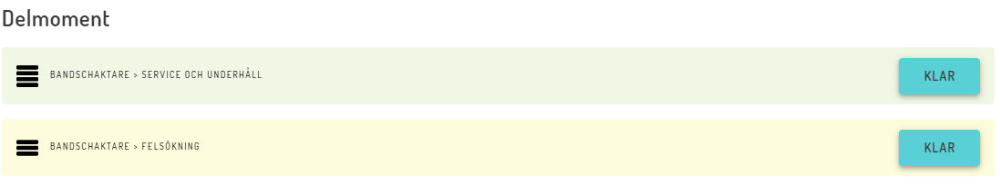 Delmoment
BANDSCHAKTARE > SERVICE OCH UNDERHÅLL
KLAR
BANDSCHAKTARE > FELSÖKNING
KLAR